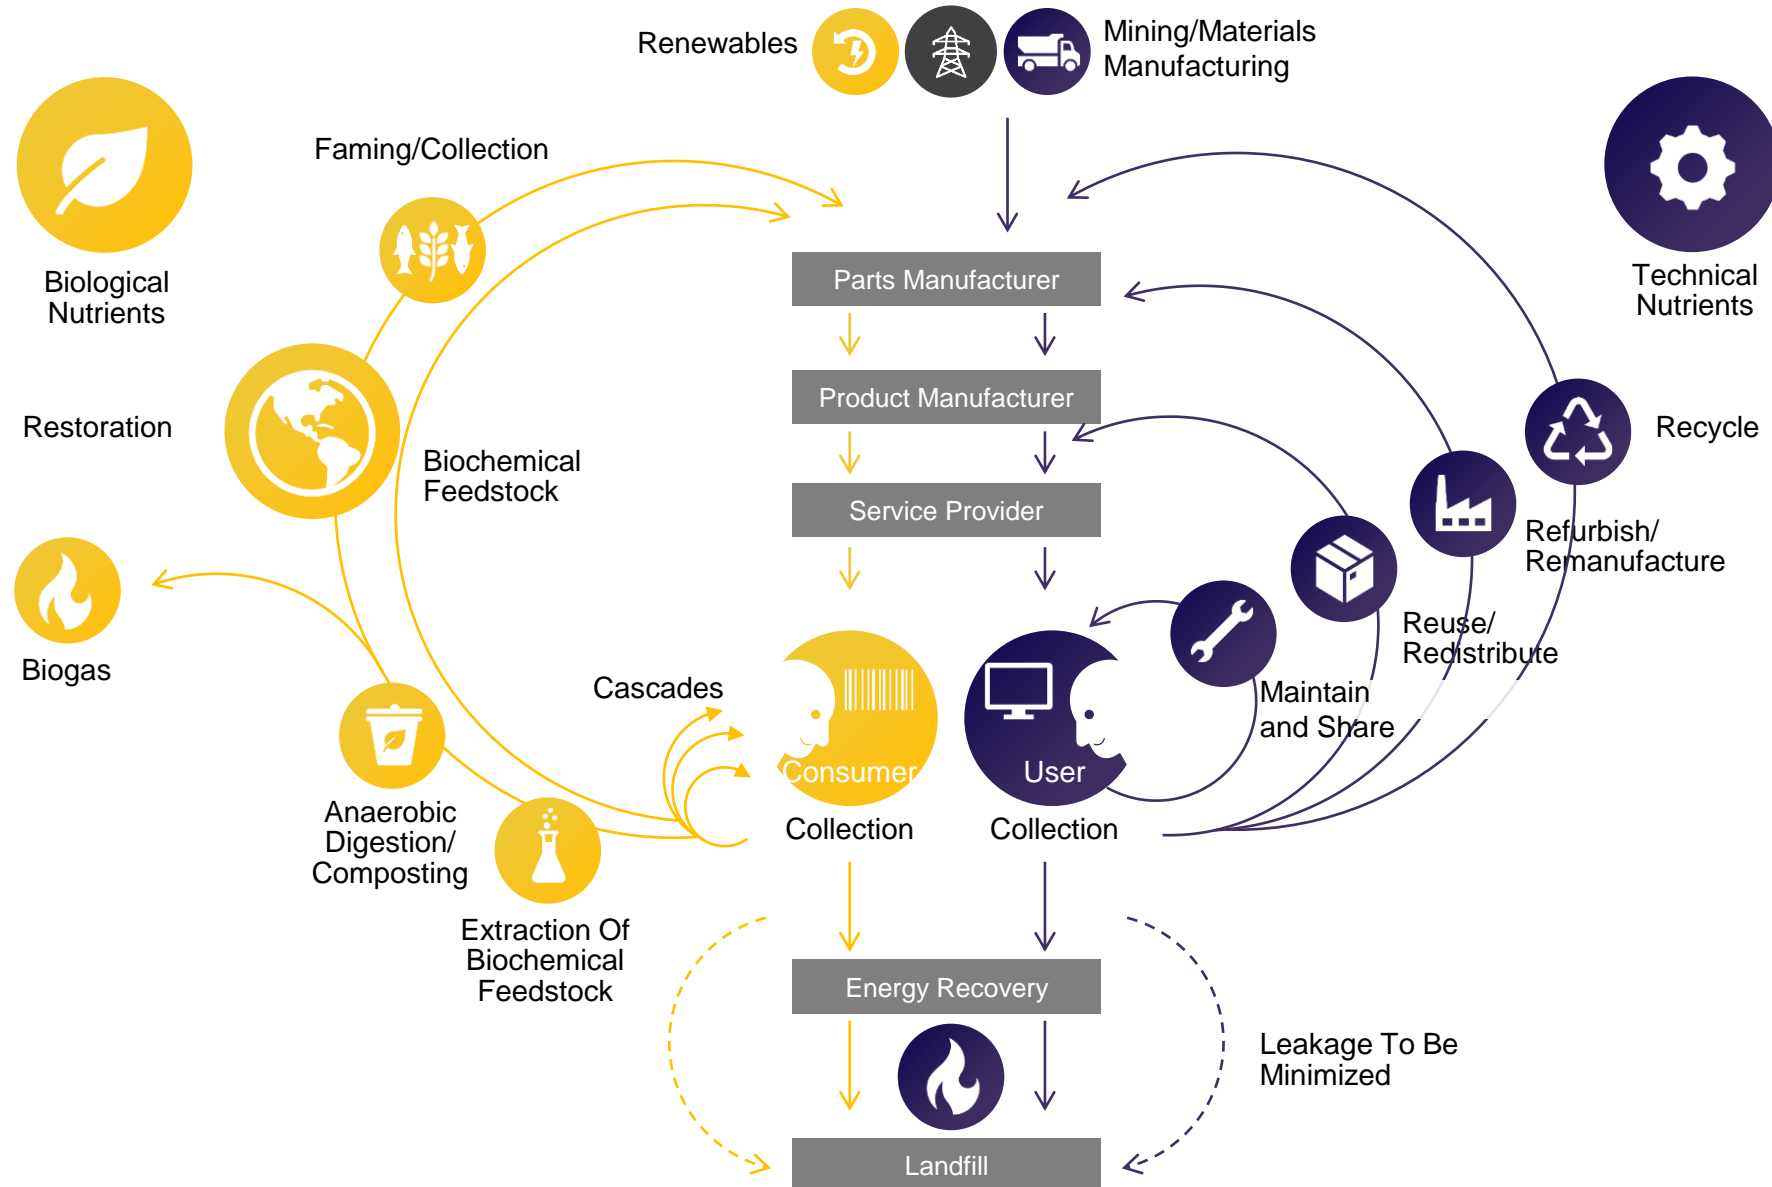 Renewables
Mining/Materials
Manufacturing
Faming/Collection
Biological
Nutrients
Technical
Nutrients
Parts Manufacturer
Product Manufacturer
Restoration
Recycle
Biochemical
Feedstock
Service Provider
Refurbish/
Remanufacture
Reuse/
Redistribute
Biogas
Cascades
Maintain
and Share
Consumer
User
Anaerobic
Digestion/
Composting
Collection
Collection
Extraction Of
Biochemical
Feedstock
Energy Recovery
Leakage To Be
Minimized
Landfill